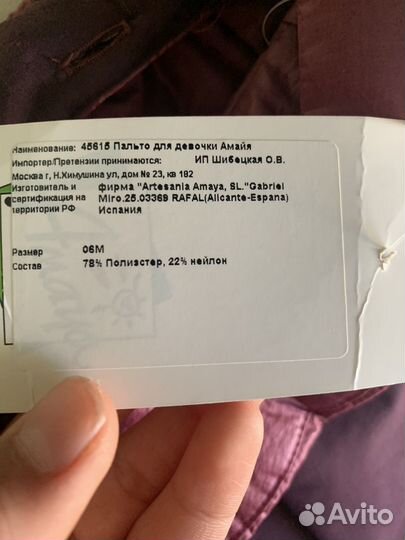 Наименование: 45615 Пальто для девочки Амайя
Импортер/Претензии принимаются: ИП Шибецкая О.В.
Москва г, Н.Химушина ул, дом № 23, кв 182
Изготовитель и фирма "Artesania Amaya, SL."Gabriel
сертификация на Miro.25.03369 RAFAL(Alicante-Espana)
территории РФ Испания
Размер 06M
Состав 78% Полиэстер, 22% нейлон
Avito